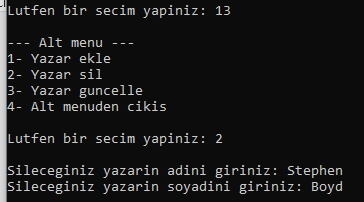 Lutfen bir secim yapiniz: 13
--- Alt menu ---
1- Yazar ekle
2- Yazar sil
3- Yazar guncelle
4- Alt menuden cikis
Lutfen bir secim yapiniz: 2
Sileceginiz yazarin adini giriniz: Stephen
Sileceginiz yazarin soyadini giriniz: Boyd